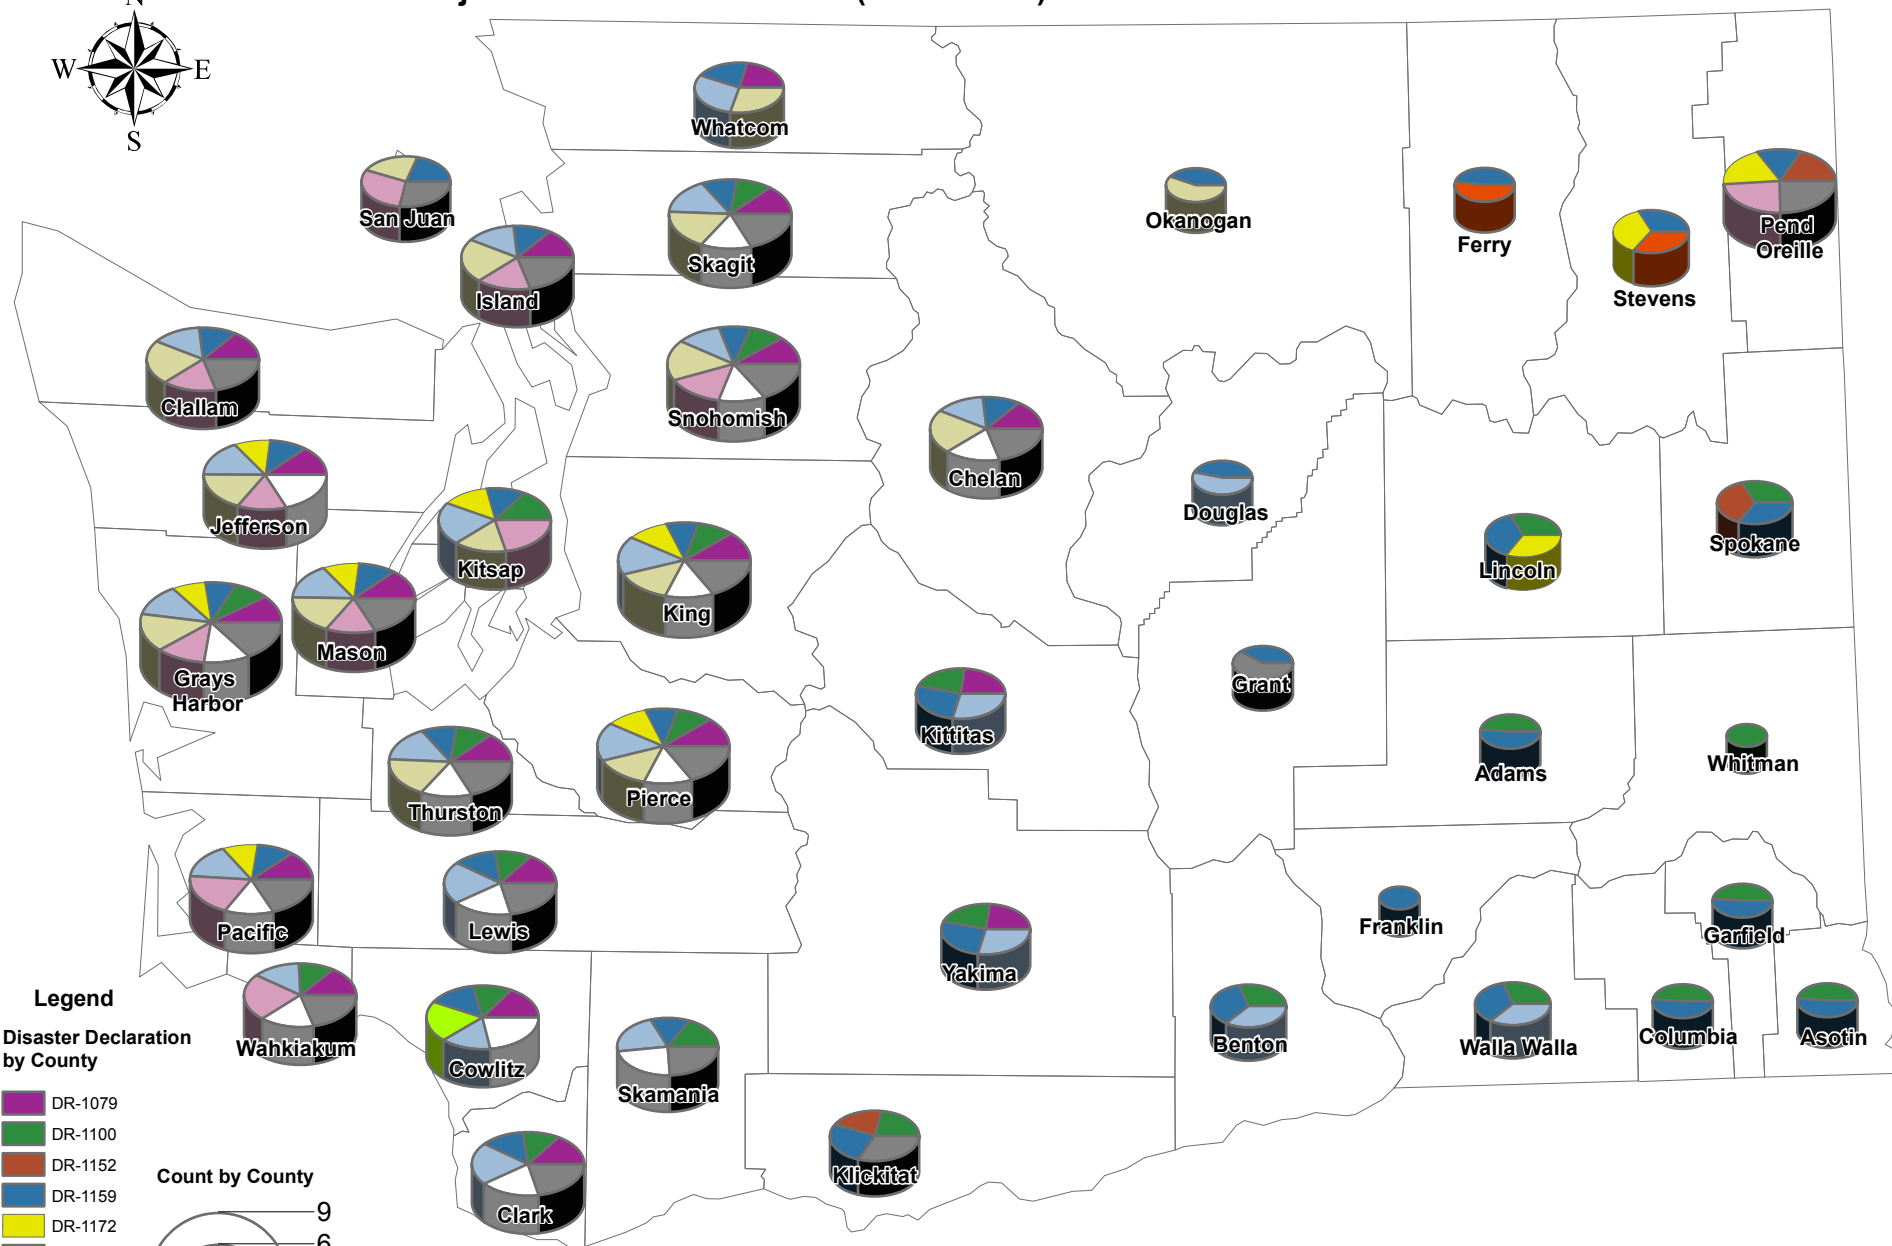 N
W E
S
Whatcom
San Juan
Skagit
Island
Okanogan
Ferry
Stevens
Pend
Oreille
Clallam
Snohomish
Chelan
Jefferson
Kitsap
Douglas
Lincoln
Spokane
King
Mason
Grays
Harbor
Grant
Kittitas
Adams
Whitman
Thurston
Pierce
Pacific
Lewis
Yakima
Franklin
Garfield
Wahkiakum
Cowlitz
Skamania
Benton
Walla Walla
Columbia
Asotin
Klickitat
Clark
Legend
Disaster Declaration
by County
DR-1079
DR-1100
DR-1152
DR-1159
DR-1172
Count by County
9
6